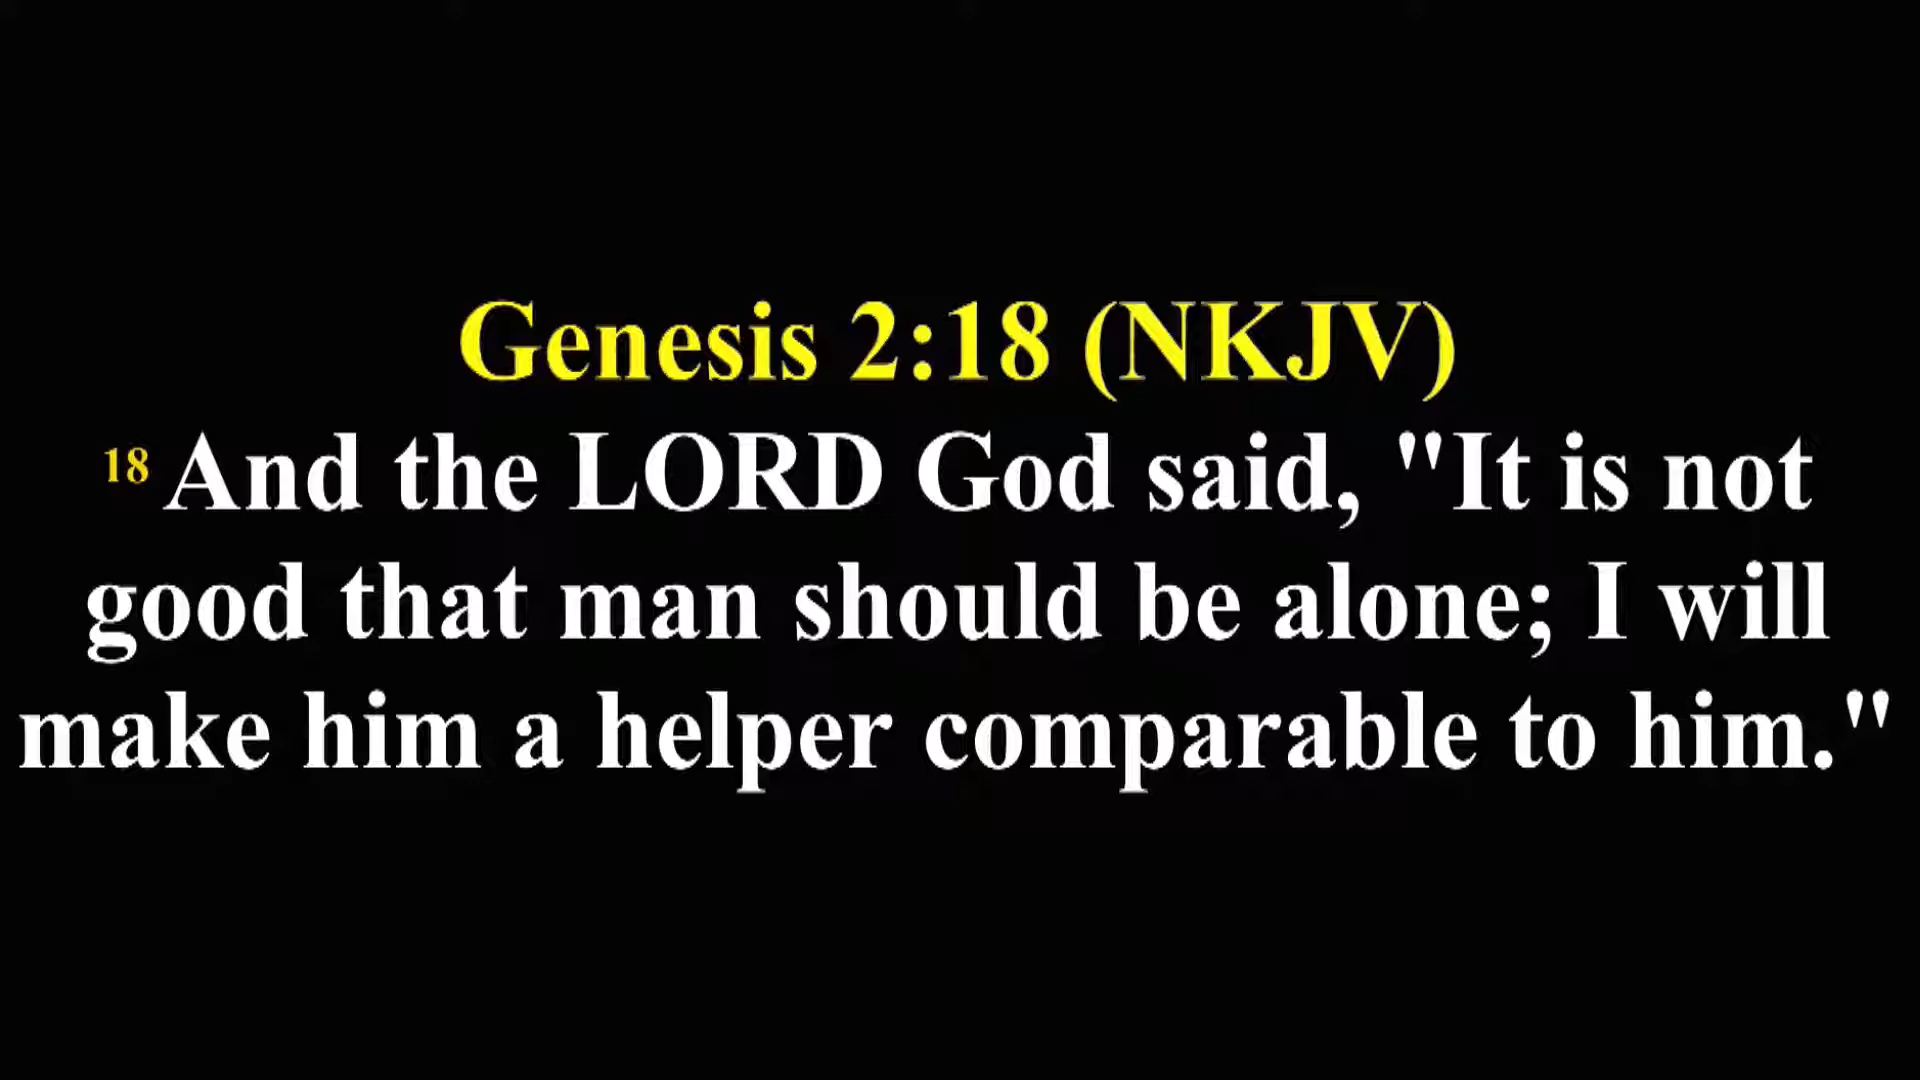 Genesis 2:18 (NKJV)
18 And the LORD God said, "It is not
good that man should be alone; I will
make him a helper comparable to him."